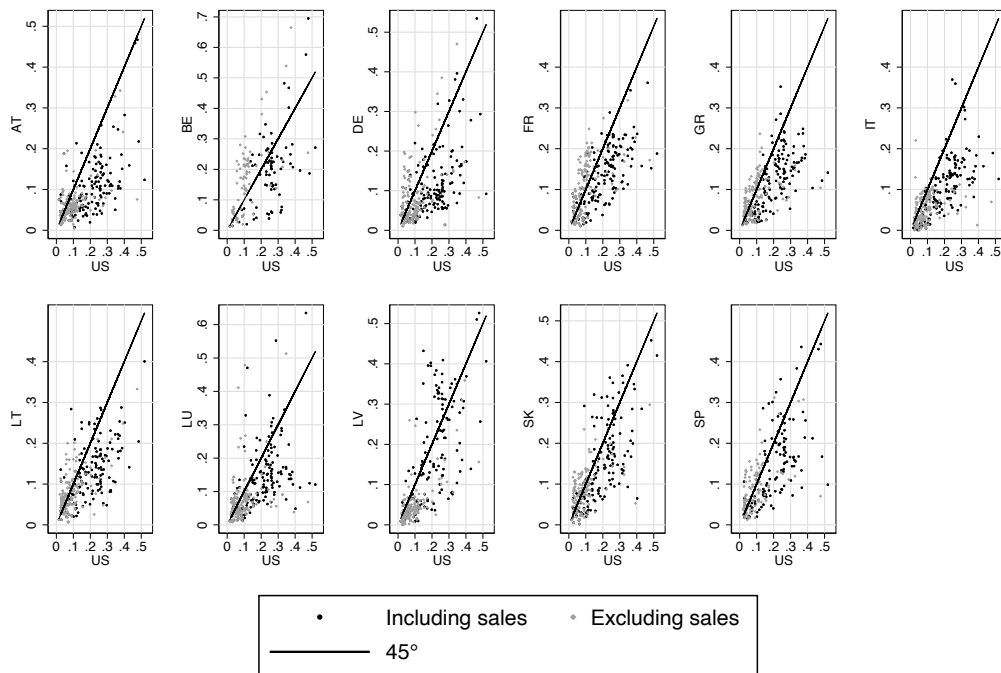 AT
0 .1 .2 .3 .4 .5
0 .1 .2 .3 .4 .5
US
BE
0 .1 .2 .3 .4 .5 .6 .7
0 .1 .2 .3 .4 .5
US
DE
0 .1 .2 .3 .4 .5
0 .1 .2 .3 .4 .5
US
FR
0 .1 .2 .3 .4
0 .1 .2 .3 .4 .5
US
GR
0 .1 .2 .3 .4
0 .1 .2 .3 .4 .5
US
IT
0 .1 .2 .3 .4
0 .1 .2 .3 .4 .5
US
LT
0 .1 .2 .3 .4
0 .1 .2 .3 .4 .5
US
LU
0 .1 .2 .3 .4 .5 .6
0 .1 .2 .3 .4 .5
US
LV
0 .1 .2 .3 .4 .5
0 .1 .2 .3 .4 .5
US
SK
0 .1 .2 .3 .4 .5
0 .1 .2 .3 .4 .5
US
SP
0 .1 .2 .3 .4
0 .1 .2 .3 .4 .5
US
Including sales
Excluding sales
45°